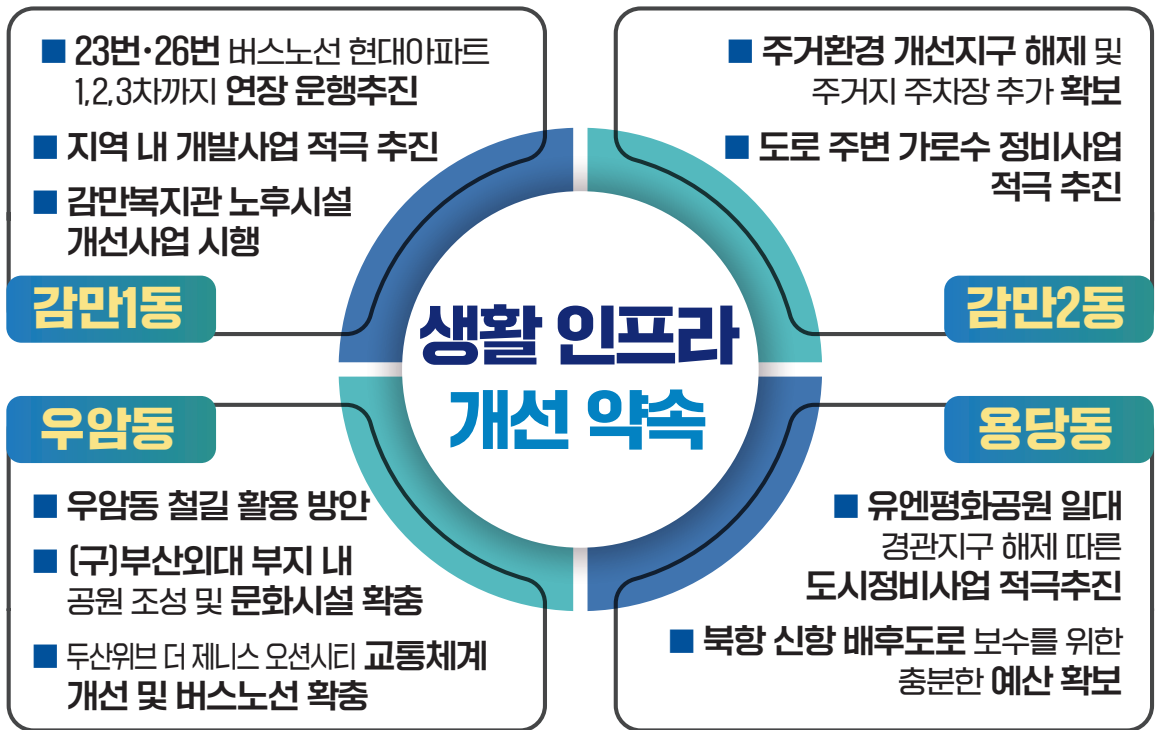 ■ 23번·26번 버스노선 현대아파트
1,2,3차까지 연장 운행추진
■ 지역 내 개발사업 적극 추진
■ 감만복지관 노후시설
개선사업 시행
감만1동
■ 주거환경 개선지구 해제 및
주거지 주차장 추가 확보
■ 도로 주변 가로수 정비사업
적극 추진
감만2동
생활 인프라
개선 약속
우암동
■ 우암동 철길 활용 방안
■ (구)부산외대 부지 내
공원 조성 및 문화시설 확충
■ 두산위브 더 제니스 오션시티 교통체계
개선 및 버스노선 확충
용당동
■ 유엔평화공원 일대
경관지구 해제 따른
도시정비사업 적극추진
■ 북항 신항 배후도로 보수를 위한
충분한 예산 확보